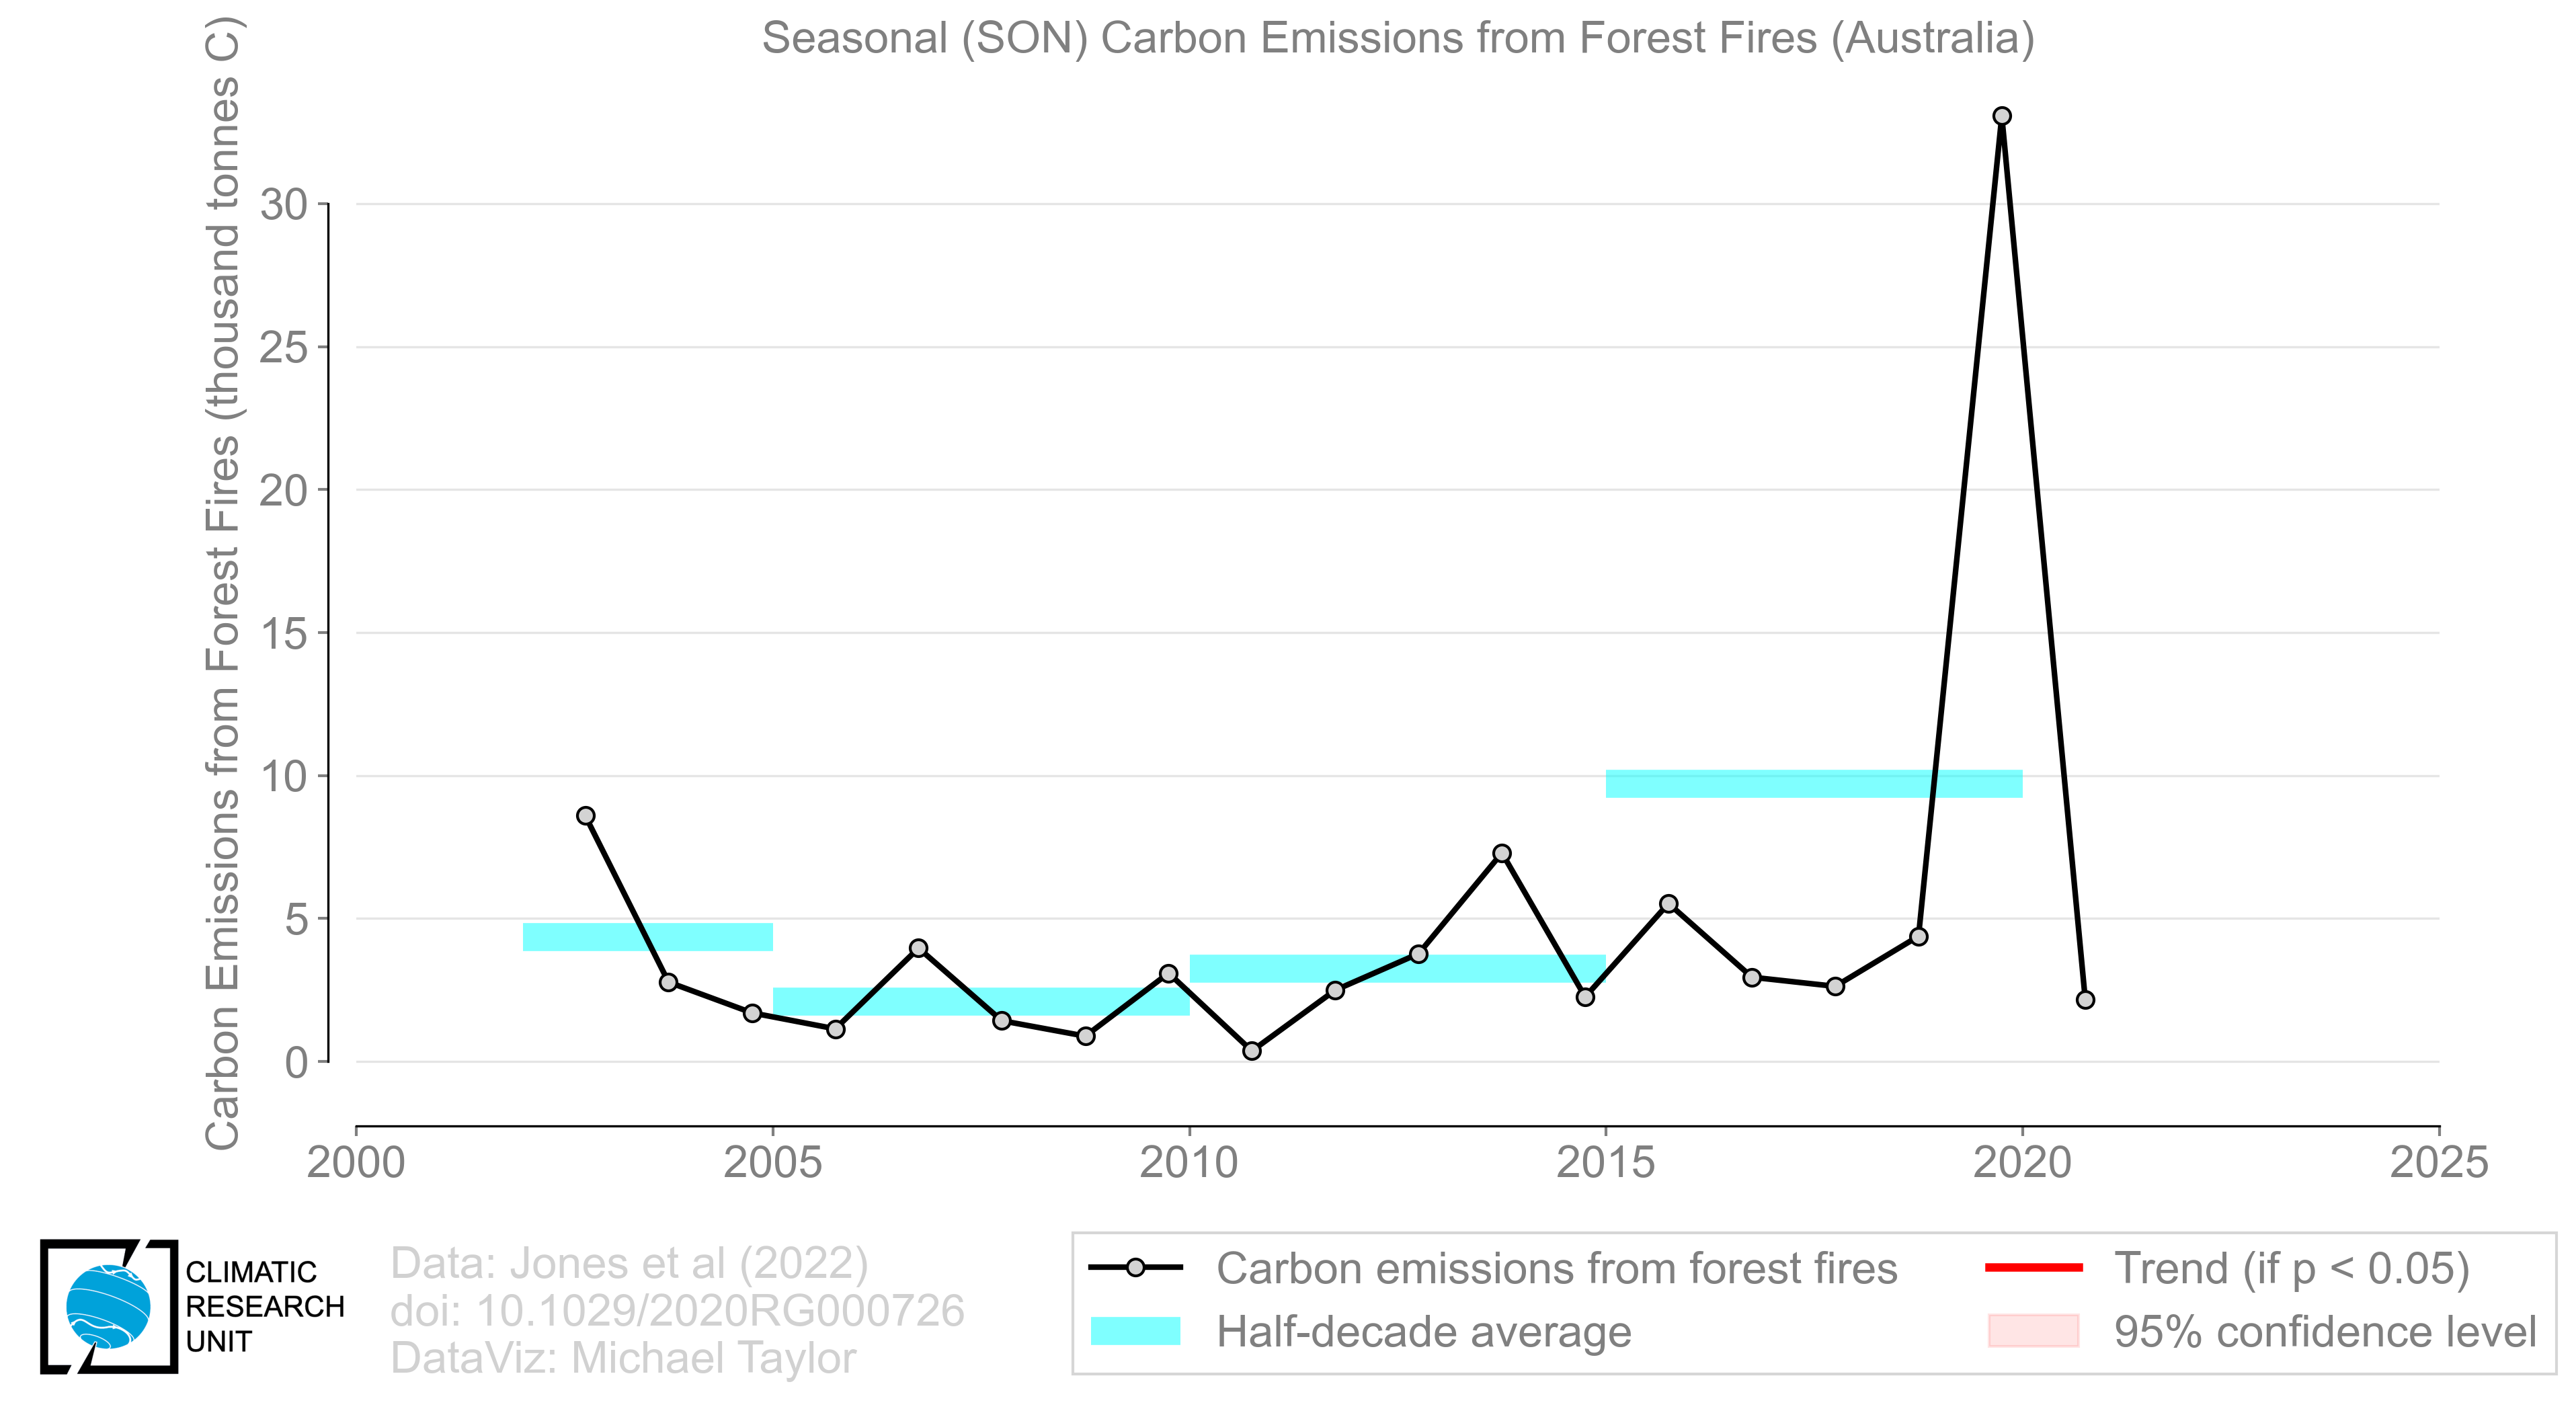 Seasonal (SON) Carbon Emissions from Forest Fires (Australia)
Carbon Emissions from Forest Fires (thousand tonnes C)
30
25
20
15
10
5
0
2000
2005
2010
2015
2020
2025
CLIMATIC
RESEARCH
UNIT
Data: Jones et al (2022)
doi: 10.1029/2020RG000726
DataViz: Michael Taylor
Carbon emissions from forest fires
Half-decade average
Trend (if p < 0.05)
95% confidence level